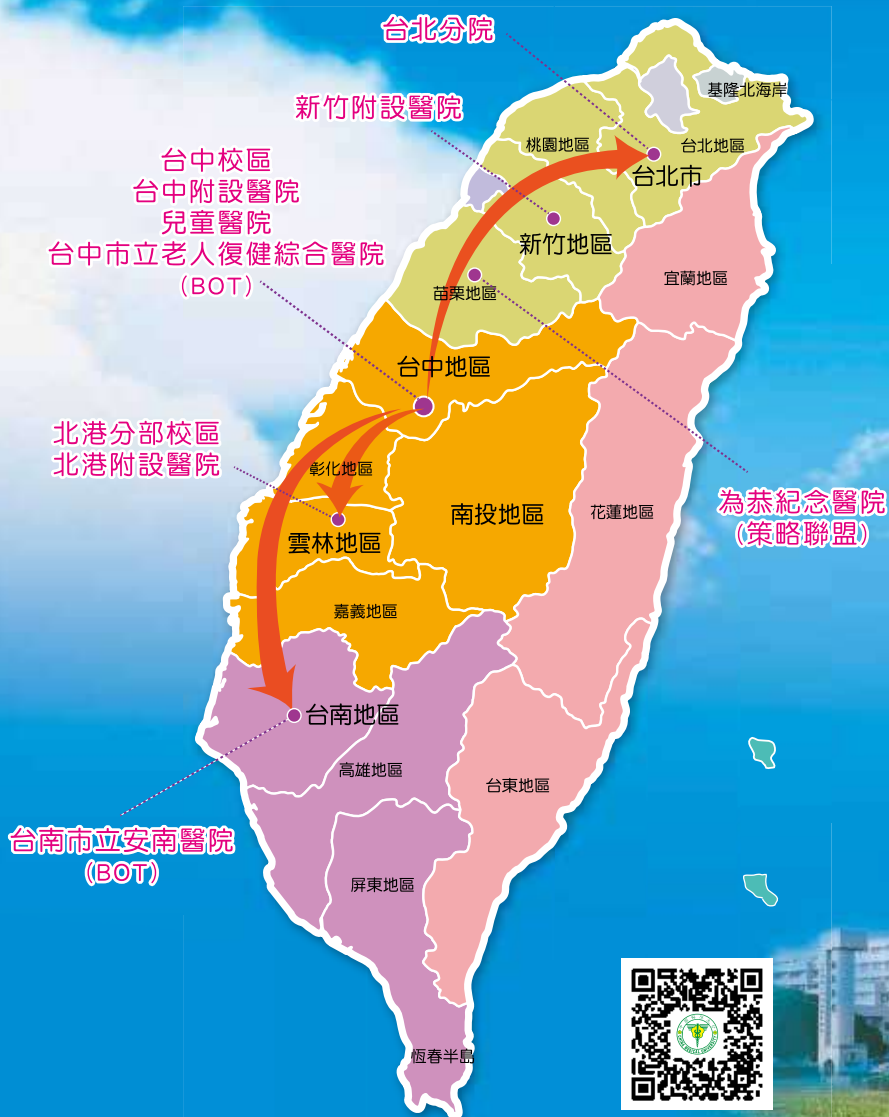 台北分院
基隆北海岸
新竹附設醫院
桃園地區
台北地區
台北市
台中校區
台中附設醫院
兒童醫院
台中市立老人復健綜合醫院
(BOT)
新竹地區
宜蘭地區
苗栗地區
台中地區
北港分部校區
北港附設醫院
彰化地區
南投地區
花蓮地區
為恭紀念醫院
(策略聯盟)
雲林地區
嘉義地區
台南地區
高雄地區
台東地區
台南市立安南醫院
(BOT)
屏東地區
恆春半島